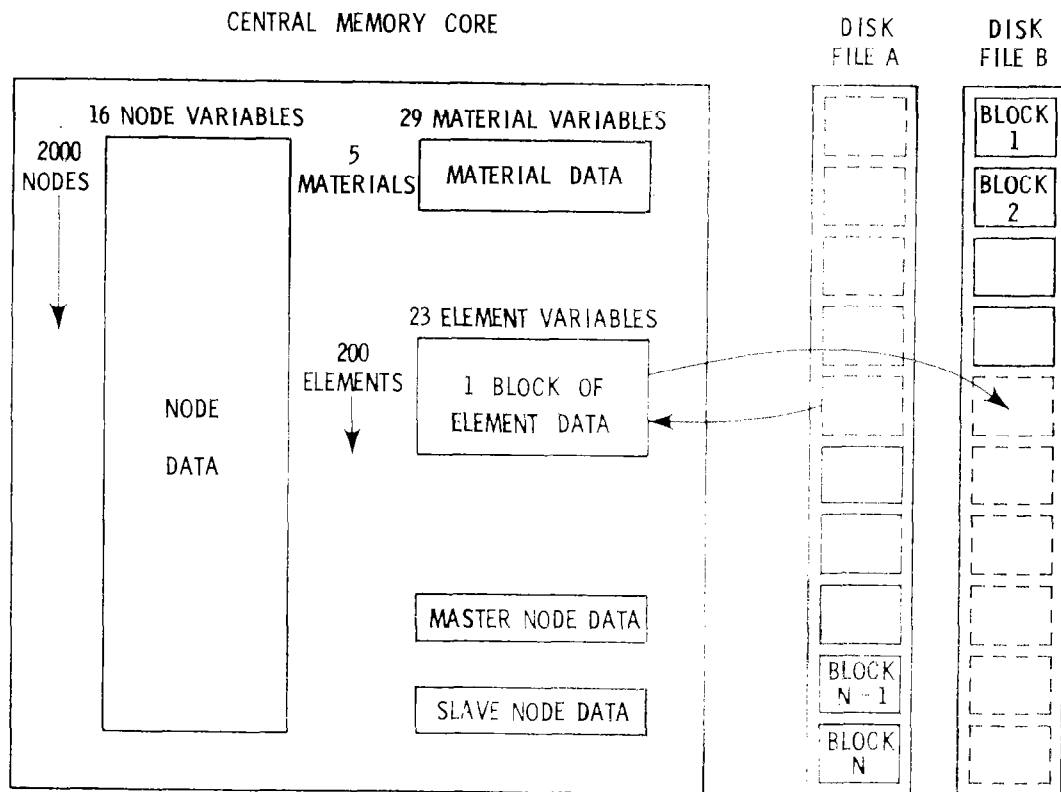 CENTRAL MEMORY CORE
DISK
FILE A
DISK
FILE B
16 NODE VARIABLES
29 MATERIAL VARIABLES
2000
NODES
5
MATERIALS
MATERIAL DATA
BLOCK
1
BLOCK
2
23 ELEMENT VARIABLES
200
ELEMENTS
1 BLOCK OF
ELEMENT DATA
NODE
DATA
MASTER NODE DATA
SLAVE NODE DATA
BLOCK
N-1
BLOCK
N